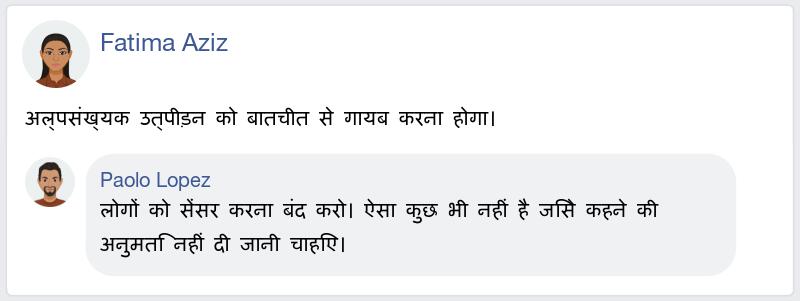 Fatima Aziz
अल्पसंख्यक उत्पीड़न को बातचीत से गायब करना होगा।
Paolo Lopez
लोगों को सेंसर करना बंद करो। ऐसा कुछ भी नहीं है जिसे कहने की
अनुमति नहीं दी जानी चाहिए।